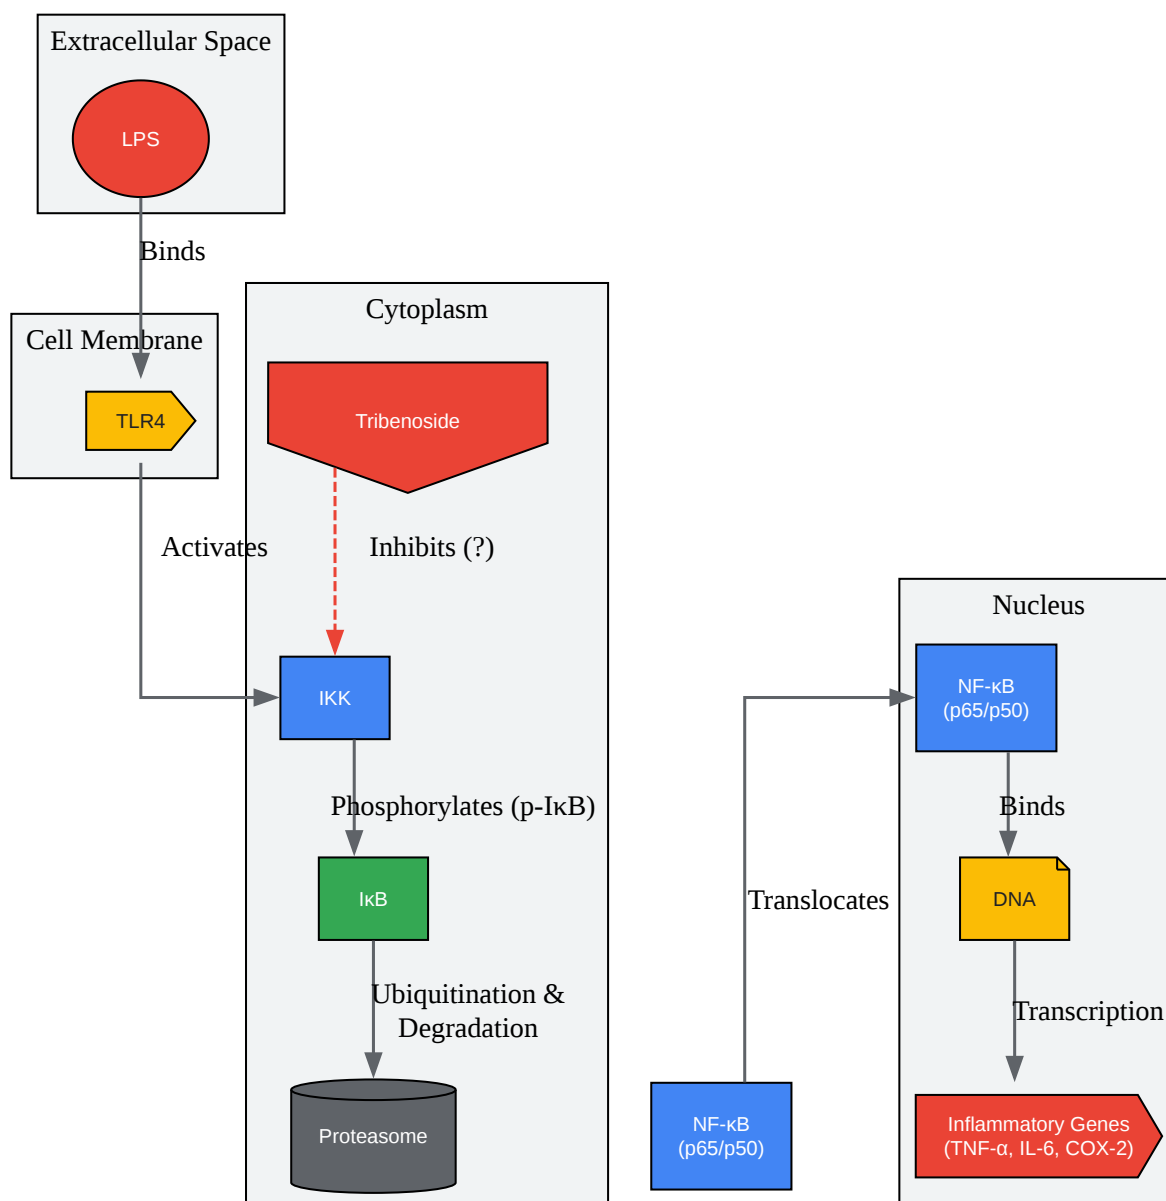 Extracellular Space
LPS
Binds
Cell Membrane
TLR4
Activates
Cytoplasm
Tribenoside
Inhibits (?)
IKK
Phosphorylates (p-IκB)
IκB
Ubiquitination &
Degradation
Proteasome
NF-κB
(p65/p50)
Translocates
Nucleus
NF-κB
(p65/p50)
Binds
DNA
Transcription
Inflammatory Genes
(TNF-α, IL-6, COX-2)